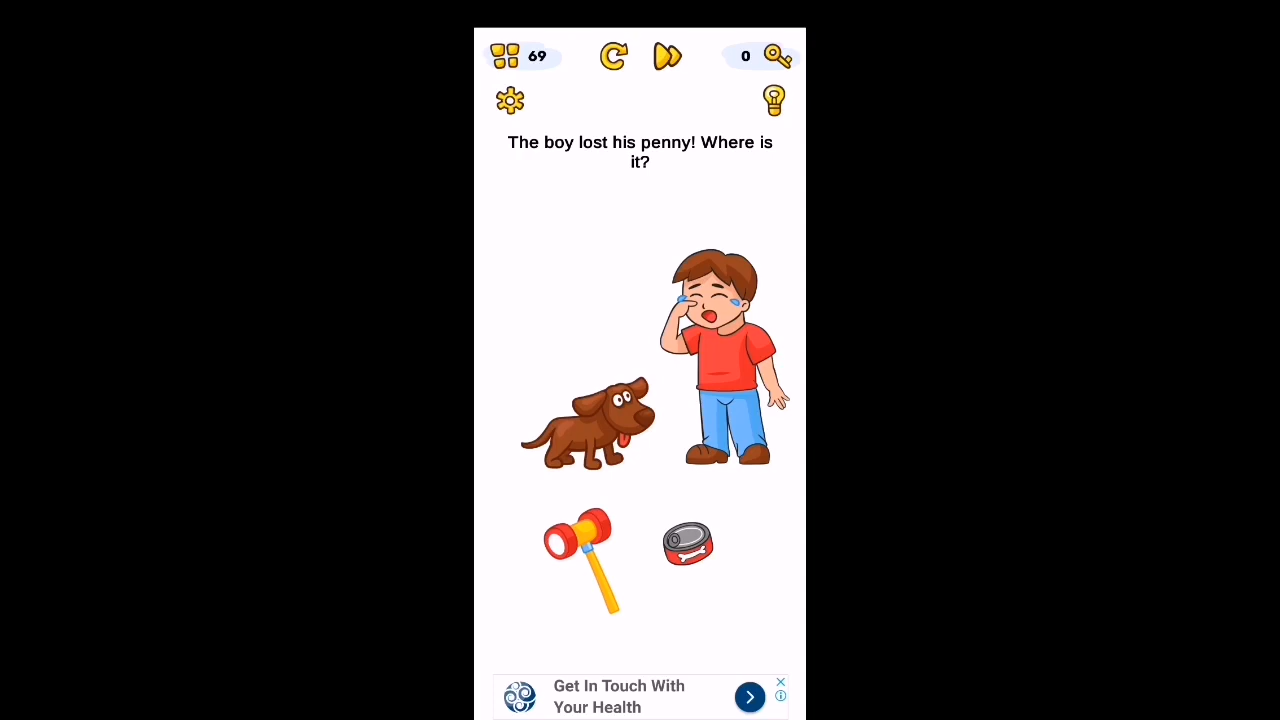 69
0
The boy lost his penny! Where is
it?
Get In Touch With
Your Health